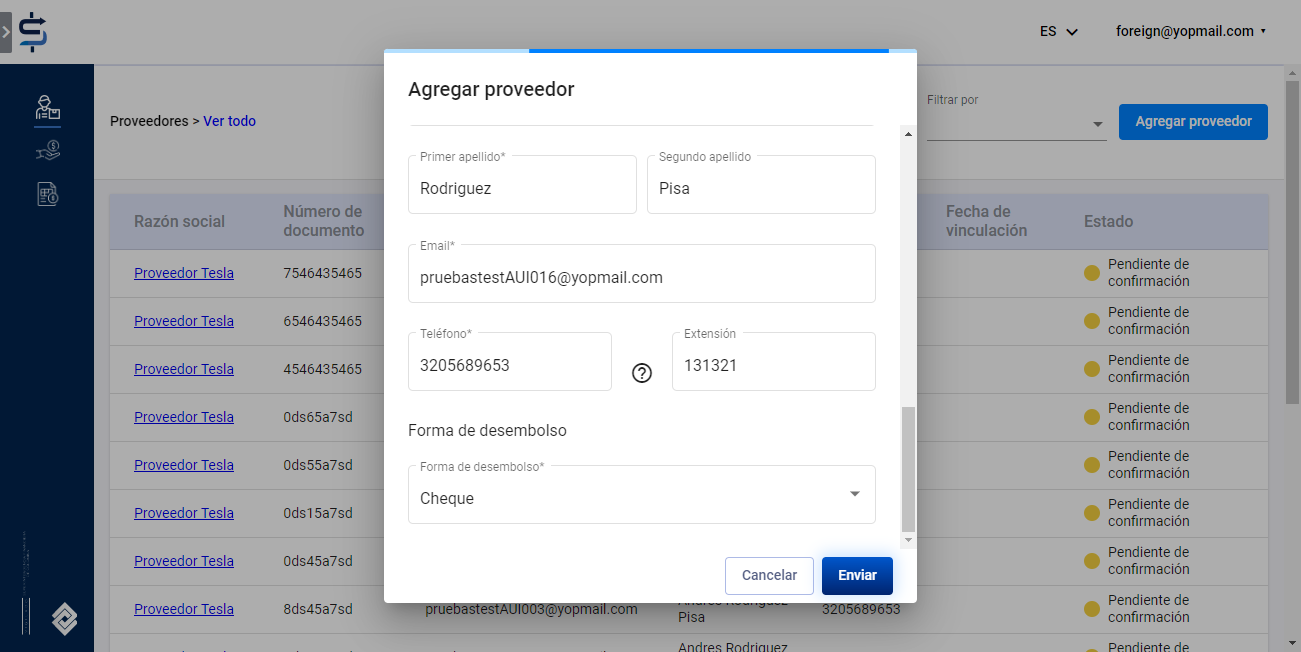 ES
foreign@yopmail.com
Agregar proveedor
Proveedores > Ver todo
Filtrar por
Agregar proveedor
Primer apellido*
Rodriguez
Segundo apellido
Pisa
Email*
pruebastestAUI016@yopmail.com
Teléfono*
3205689653
Extensión
131321
Forma de desembolso
Forma de desembolso*
Cheque
Cancelar
Enviar
Razón social
Número de
documento
Fecha de
vinculación
Estado
Proveedor Tesla
7546435465
Pendiente de
confirmación
Proveedor Tesla
6546435465
Pendiente de
confirmación
Proveedor Tesla
4546435465
Pendiente de
confirmación
Proveedor Tesla
0ds65a7sd
Pendiente de
confirmación
Proveedor Tesla
0ds55a7sd
Pendiente de
confirmación
Proveedor Tesla
0ds15a7sd
Pendiente de
confirmación
Proveedor Tesla
0ds45a7sd
Pendiente de
confirmación
Proveedor Tesla
8ds45a7sd
pruebastestAUI003@yopmail.com
Andres Rodriguez
Pisa
3205689653
Pendiente de
confirmación
Andres Rodriguez
Pendiente de